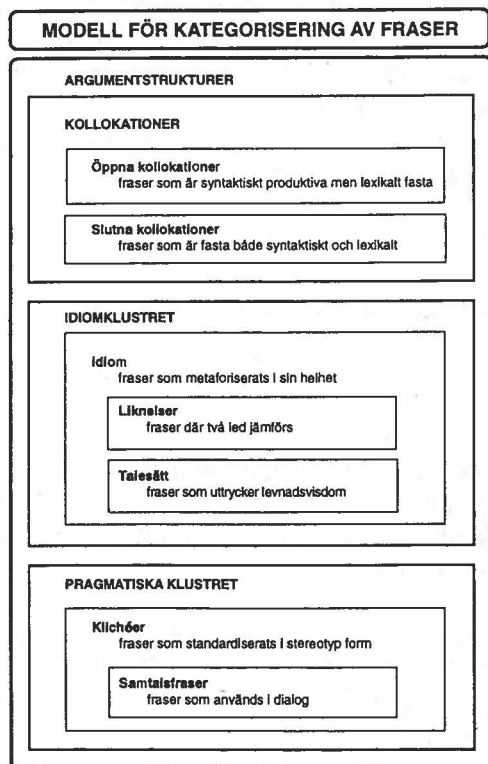 MODELL FÖR KATEGORISERING AV FRASER
ARGUMENTSTRUKTURER
KOLLOKATIONER
Öppna kollokationer
fraser som är syntaktiskt produktiva men lexikalt fasta
Slutna kollokationer
fraser som är fasta både syntaktiskt och lexikalt
IDIOMKLUSTRET
Idiom
fraser som metaforiserats i sin helhet
Liknelser
fraser där två led jämförs
Talesätt
fraser som uttrycker levnadsvisdom
PRAGMATISKA KLUSTRET
Klichéer
fraser som standardiserats i stereotyp form
Samtalsfraser
fraser som används i dialog